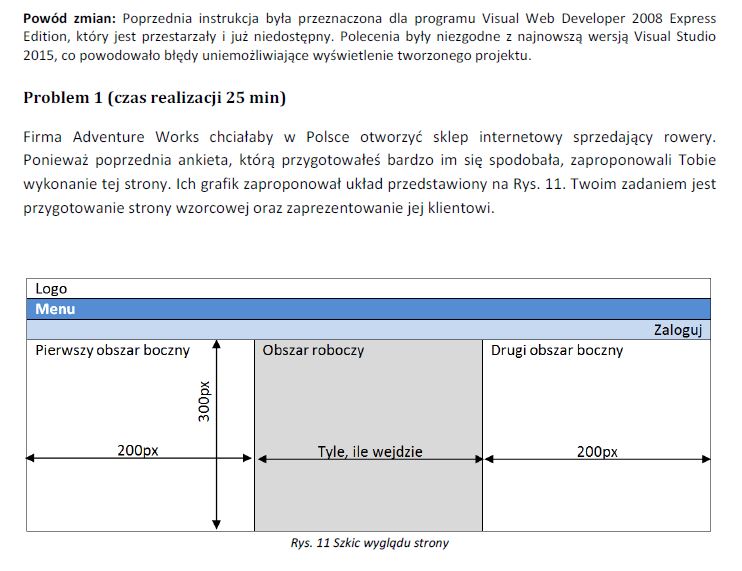 Powód zmian: Poprzednia instrukcja była przeznaczona dla programu Visual Web Developer 2008 Express
Edition, który jest przestarzały i już niedostępny. Polecenia były niezgodne z najnowszą wersją Visual Studio
2015, co powodowało błędy uniemożliwiające wyświetlenie tworzonego projektu.
Problem 1 (czas realizacji 25 min)
Firma Adventure Works chciałaby w Polsce otworzyć sklep internetowy sprzedający rowery.
Ponieważ poprzednia ankieta, którą przygotowałeś bardzo im się spodobała, zaproponowali Tobie
wykonanie tej strony. Ich grafik zaproponował układ przedstawiony na Rys. 11. Twoim zadaniem jest
przygotowanie strony wzorcowej oraz zaprezentowanie jej klientowi.
Logo
Menu
Zaloguj
Pierwszy obszar boczny
Obszar roboczy
Drugi obszar boczny
300px
200px
Tyle, ile wejdzie
200px
Rys. 11 Szkic wyglądu strony